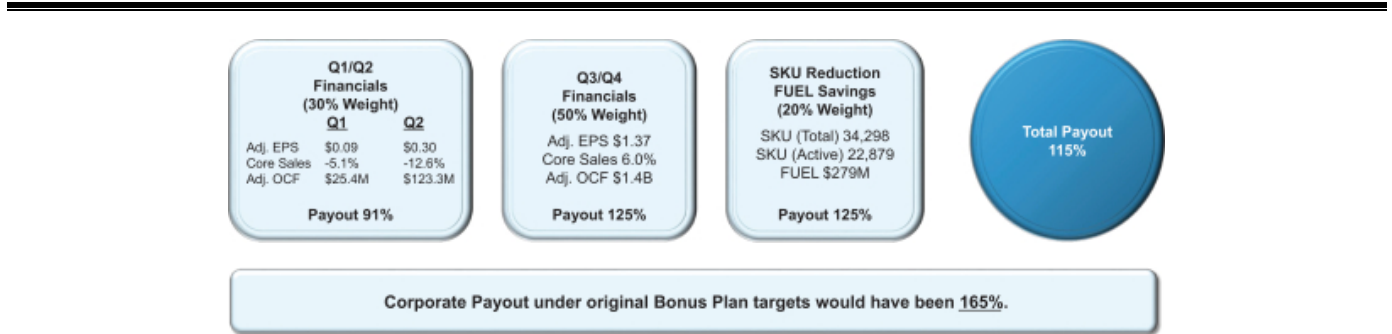 Q1/Q2
Financials
(30% Weight)
Q1 Q2
Adj. EPS $0.09 $0.30
Core Sales -5.1% -12.6%
Adj. OCF $25.4M $123.3M
Payout 91%
Q3/Q4
Financials
(50% Weight)
Adj. EPS $1.37
Core Sales 6.0%
Adj. OCF $1.4B
Payout 125%
SKU Reduction
FUEL Savings
(20% Weight)
SKU (Total) 34,298
SKU (Active) 22,879
FUEL $279M
Payout 125%
Total Payout
115%
Corporate Payout under original Bonus Plan targets would have been 165%.